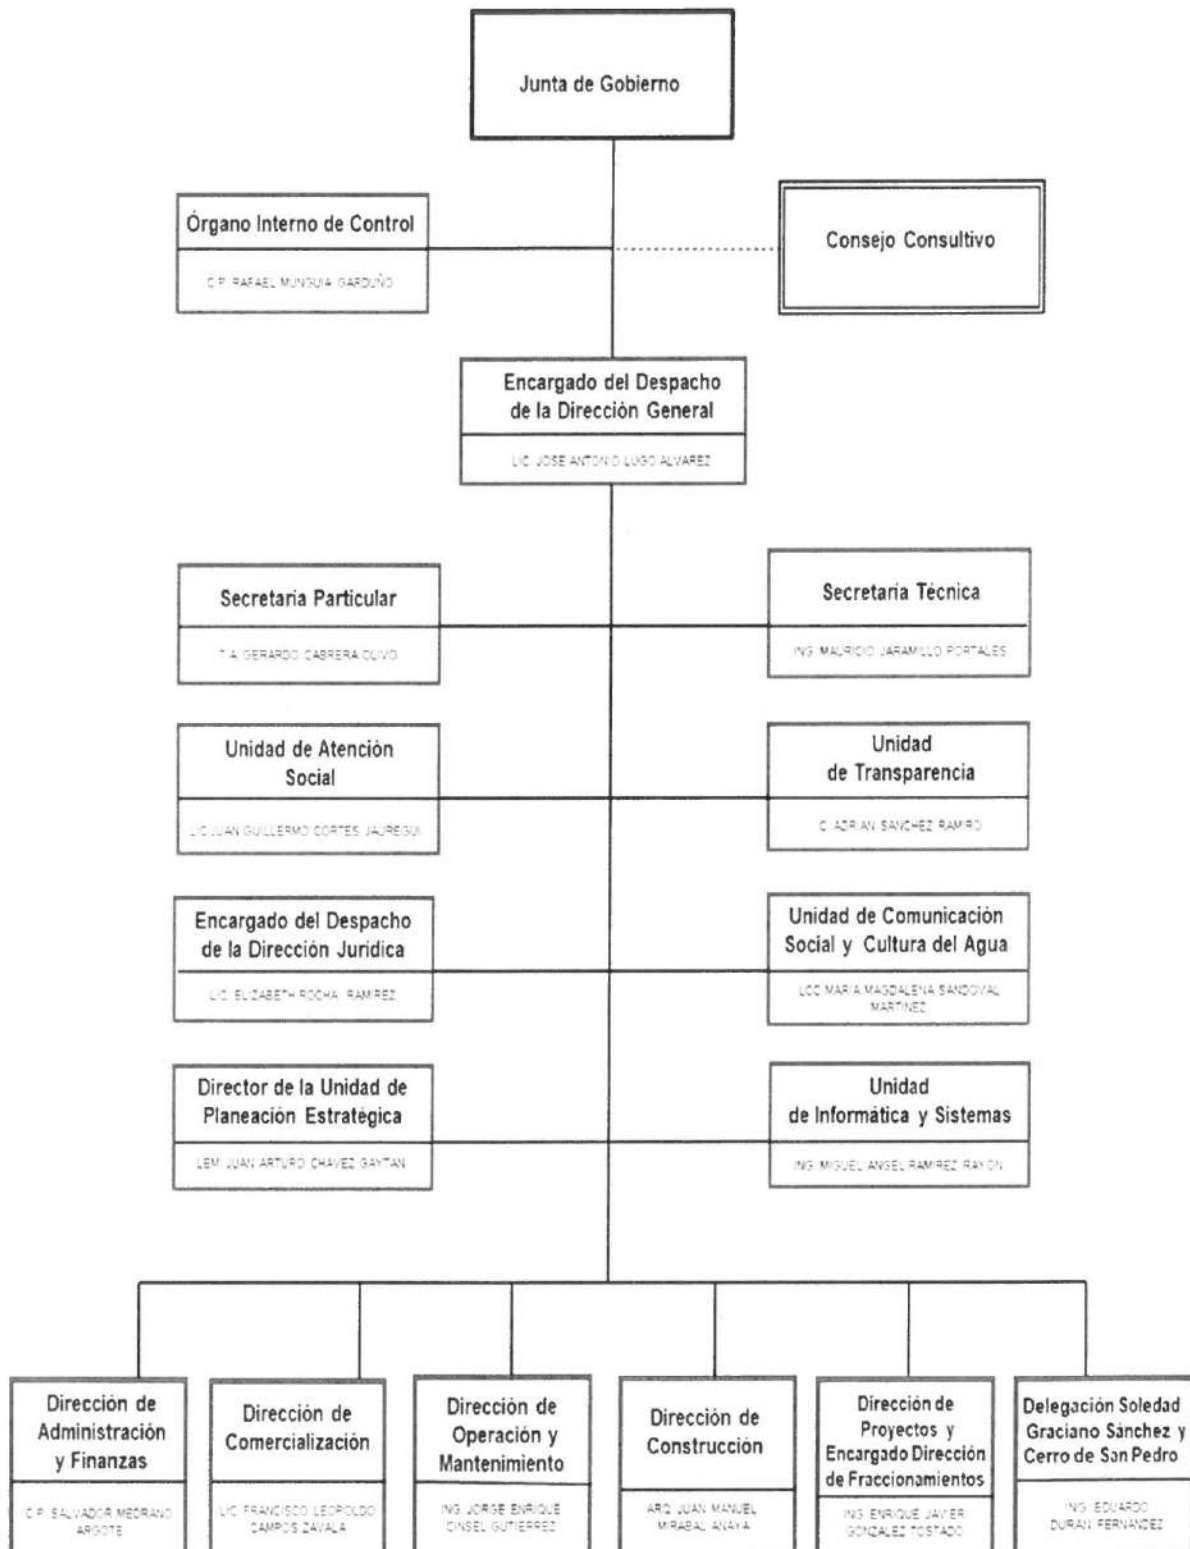 Junta de Gobierno
Órgano Interno de Control
C.P. RAFAEL MUNGUIA GARDUÑO
Consejo Consultivo
Encargado del Despacho
de la Dirección General
LIC. JOSE ANTONIO LUGO ALVAREZ
Secretaria Particular
T.A. GERARDO CABRERA OLIVO
Secretaría Técnica
ING. MAURICIO JARAMILLO PORTALES
Unidad de Atención
Social
LIC JUAN GUILLERMO CORTES JAUREGUI
Unidad
de Transparencia
C. ADRIAN SANCHEZ RAMIRO
Encargado del Despacho
de la Dirección Jurídica
LIC. ELIZABETH ROCHA RAMIREZ
Unidad de Comunicación
Social y Cultura del Agua
LCC MARIA MAGDALENA SANDOVAL
MARTINEZ
Director de la Unidad de
Planeación Estratégica
LEM. JUAN ARTURO CHAVEZ GAYTAN
Unidad
de Informática y Sistemas
ING. MIGUEL ANGEL RAMIREZ RAYON
Dirección de
Administración
y Finanzas
C.P. SALVADOR MEDRANO
ARGOTE
Dirección de
Comercialización
LIC. FRANCISCO LEOPOLDO
CAMPOS ZAVALA
Dirección de
Operación y
Mantenimiento
ING. JORGE ENRIQUE
GINSEL GUTIERREZ
Dirección de
Construcción
ARQ. JUAN MANUEL
MIRABAL ANAYA
Dirección de
Proyectos y
Encargado Dirección
de Fraccionamientos
ING. ENRIQUE JAVIER
GONZALEZ TOSTADO
Delegación Soledad
Graciano Sánchez y
Cerro de San Pedro
ING. EDUARDO
DURAN FERNANDEZ